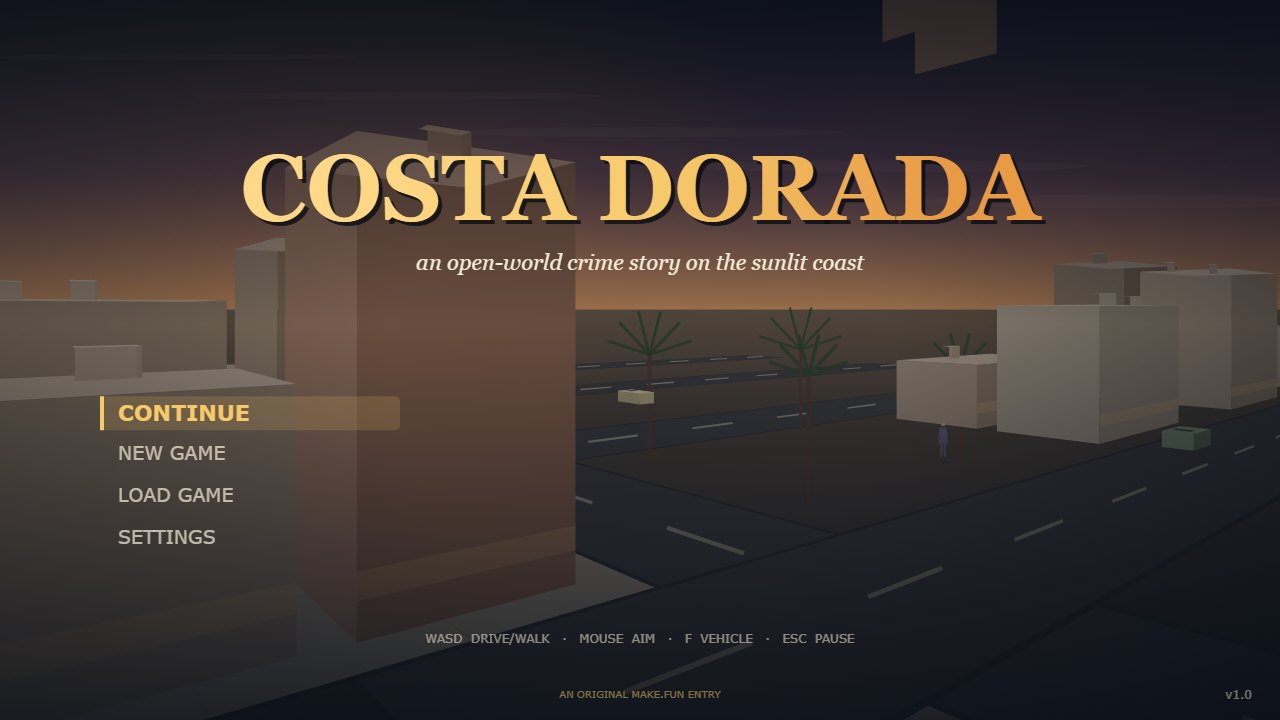 COSTA DORADA
an open-world crime story on the sunlit coast
CONTINUE
NEW GAME
LOAD GAME
SETTINGS
WASD DRIVE/WALK · MOUSE AIM · F VEHICLE · ESC PAUSE
AN ORIGINAL MAKE.FUN ENTRY
v1.0